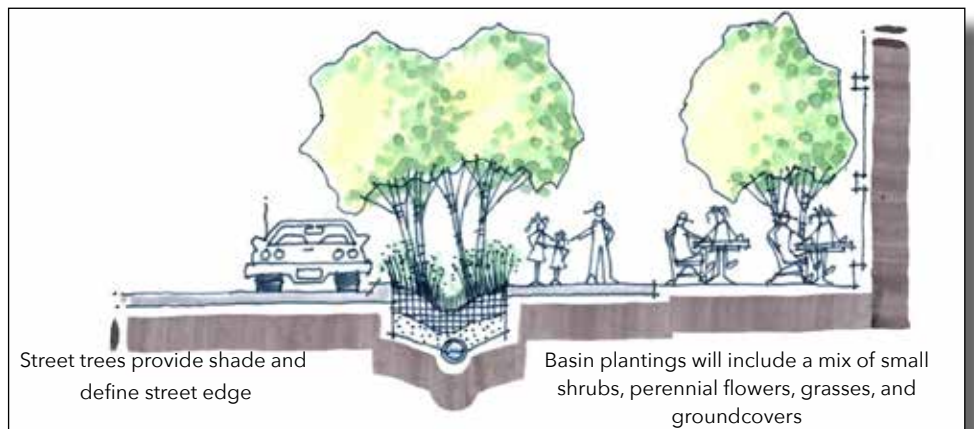 Street trees provide shade and
define street edge
Basin plantings will include a mix of small
shrubs, perennial flowers, grasses, and
groundcovers